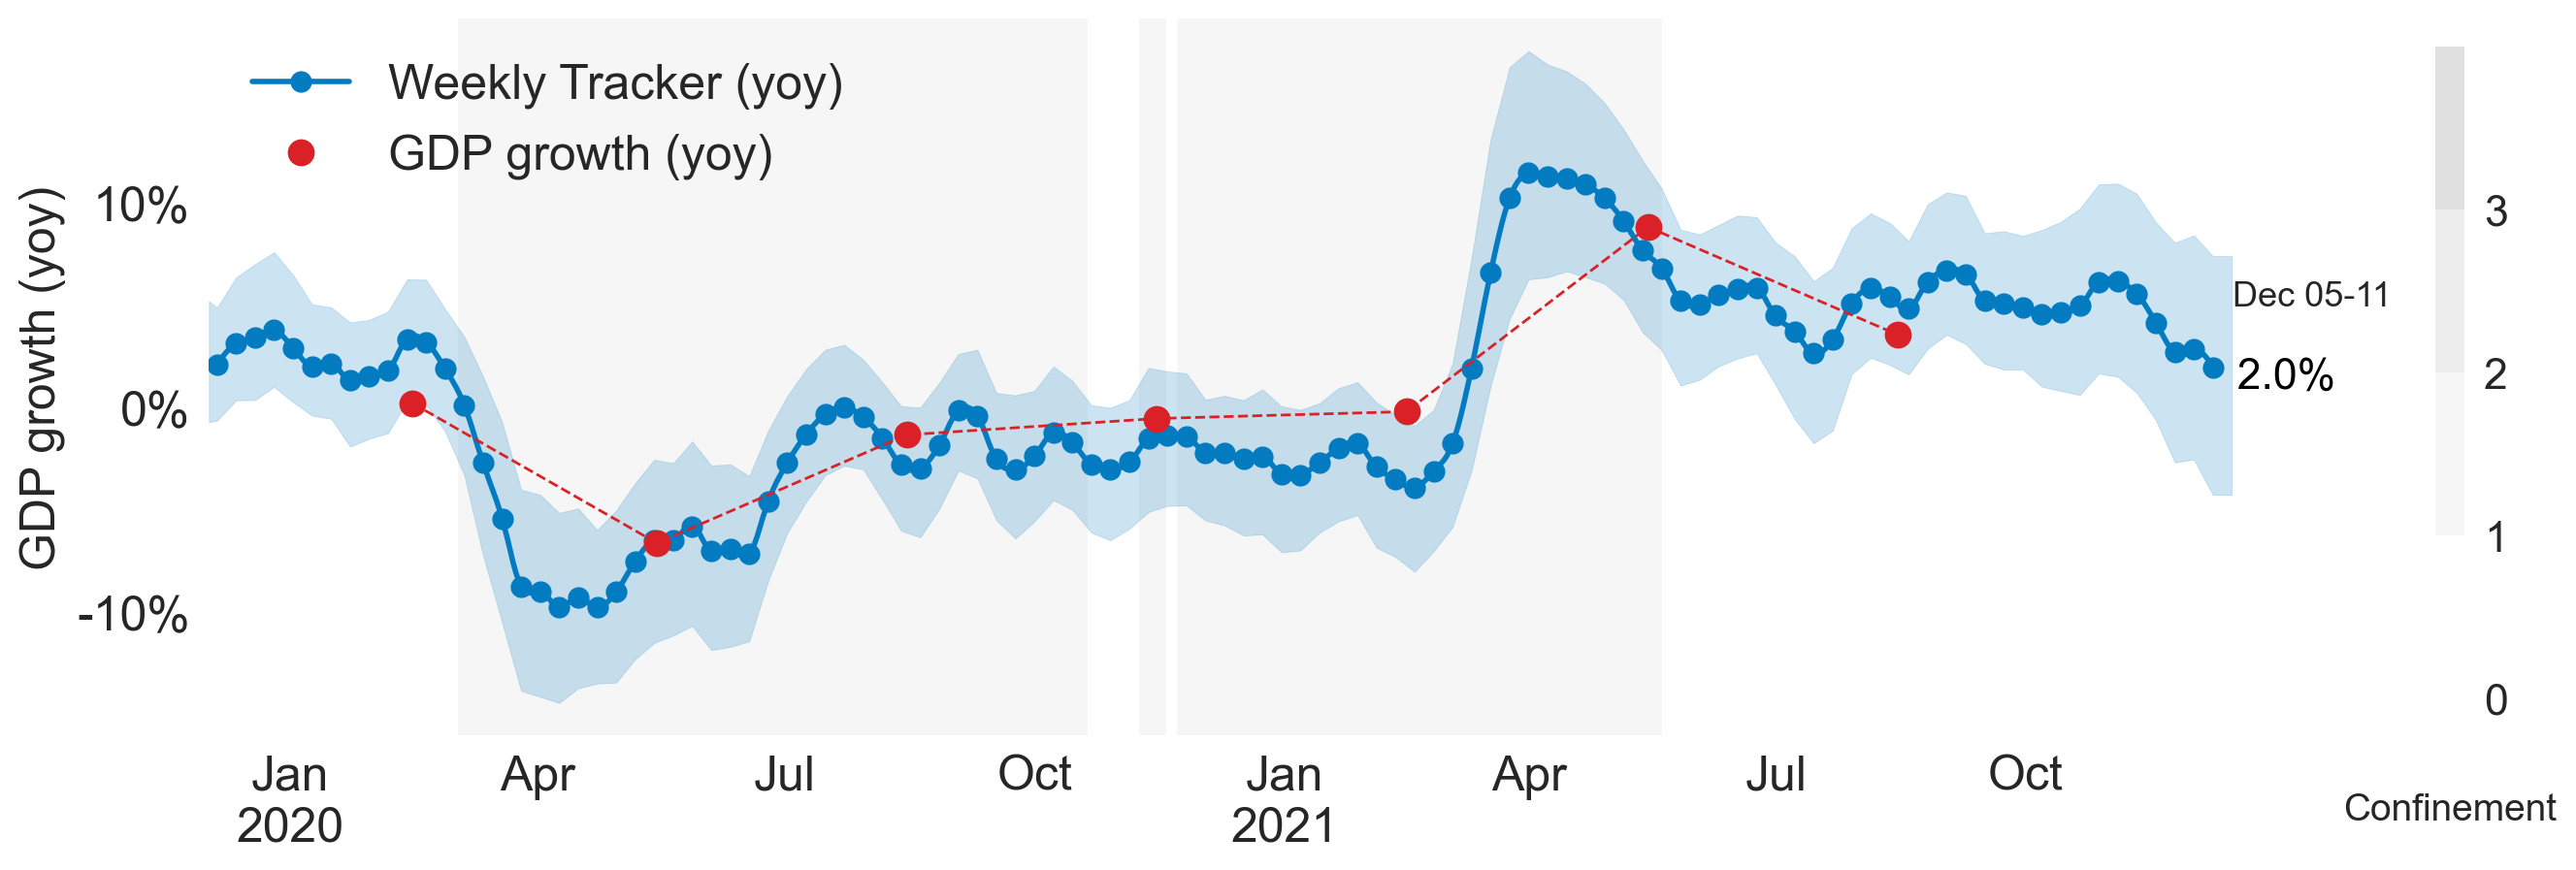 Weekly Tracker (yoy)
GDP growth (yoy)
GDP growth (yoy)
10%
0%
-10%
Dec 05-11
2.0%
3
2
1
0
Jan Apr Jul Oct Jan Apr Jul Oct
2020 2021
Confinement